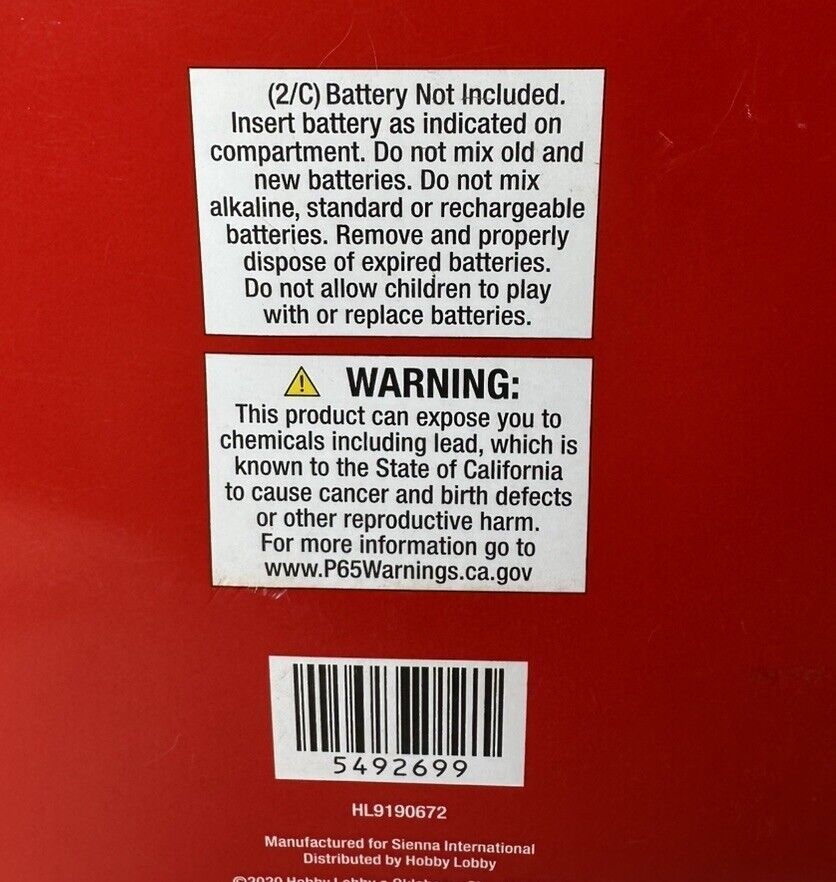 (2/C) Battery Not Included.
Insert battery as indicated on
compartment. Do not mix old and
new batteries. Do not mix
alkaline, standard or rechargeable
batteries. Remove and properly
dispose of expired batteries.
Do not allow children to play
with or replace batteries.
WARNING:
This product can expose you to
chemicals including lead, which is
known to the State of California
to cause cancer and birth defects
or other reproductive harm.
For more information go to
www.P65Warnings.ca.gov
5492699
HL9190672
Manufactured for Sienna International
Distributed by Hobby Lobby
©2020 Hobby Lobby